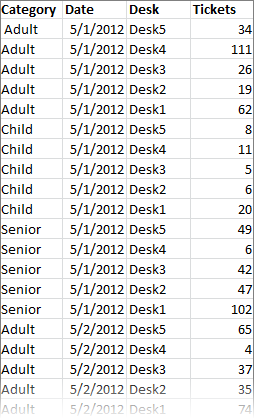 Category Date Desk Tickets
Adult 5/1/2012 Desk5 34
Adult 5/1/2012 Desk4 111
Adult 5/1/2012 Desk3 26
Adult 5/1/2012 Desk2 19
Adult 5/1/2012 Desk1 62
Child 5/1/2012 Desk5 8
Child 5/1/2012 Desk4 11
Child 5/1/2012 Desk3 5
Child 5/1/2012 Desk2 6
Child 5/1/2012 Desk1 20
Senior 5/1/2012 Desk5 49
Senior 5/1/2012 Desk4 6
Senior 5/1/2012 Desk3 42
Senior 5/1/2012 Desk2 47
Senior 5/1/2012 Desk1 102
Adult 5/2/2012 Desk5 65
Adult 5/2/2012 Desk4 4
Adult 5/2/2012 Desk3 37
Adult 5/2/2012 Desk2 35
Adult 5/2/2012 Desk1 74